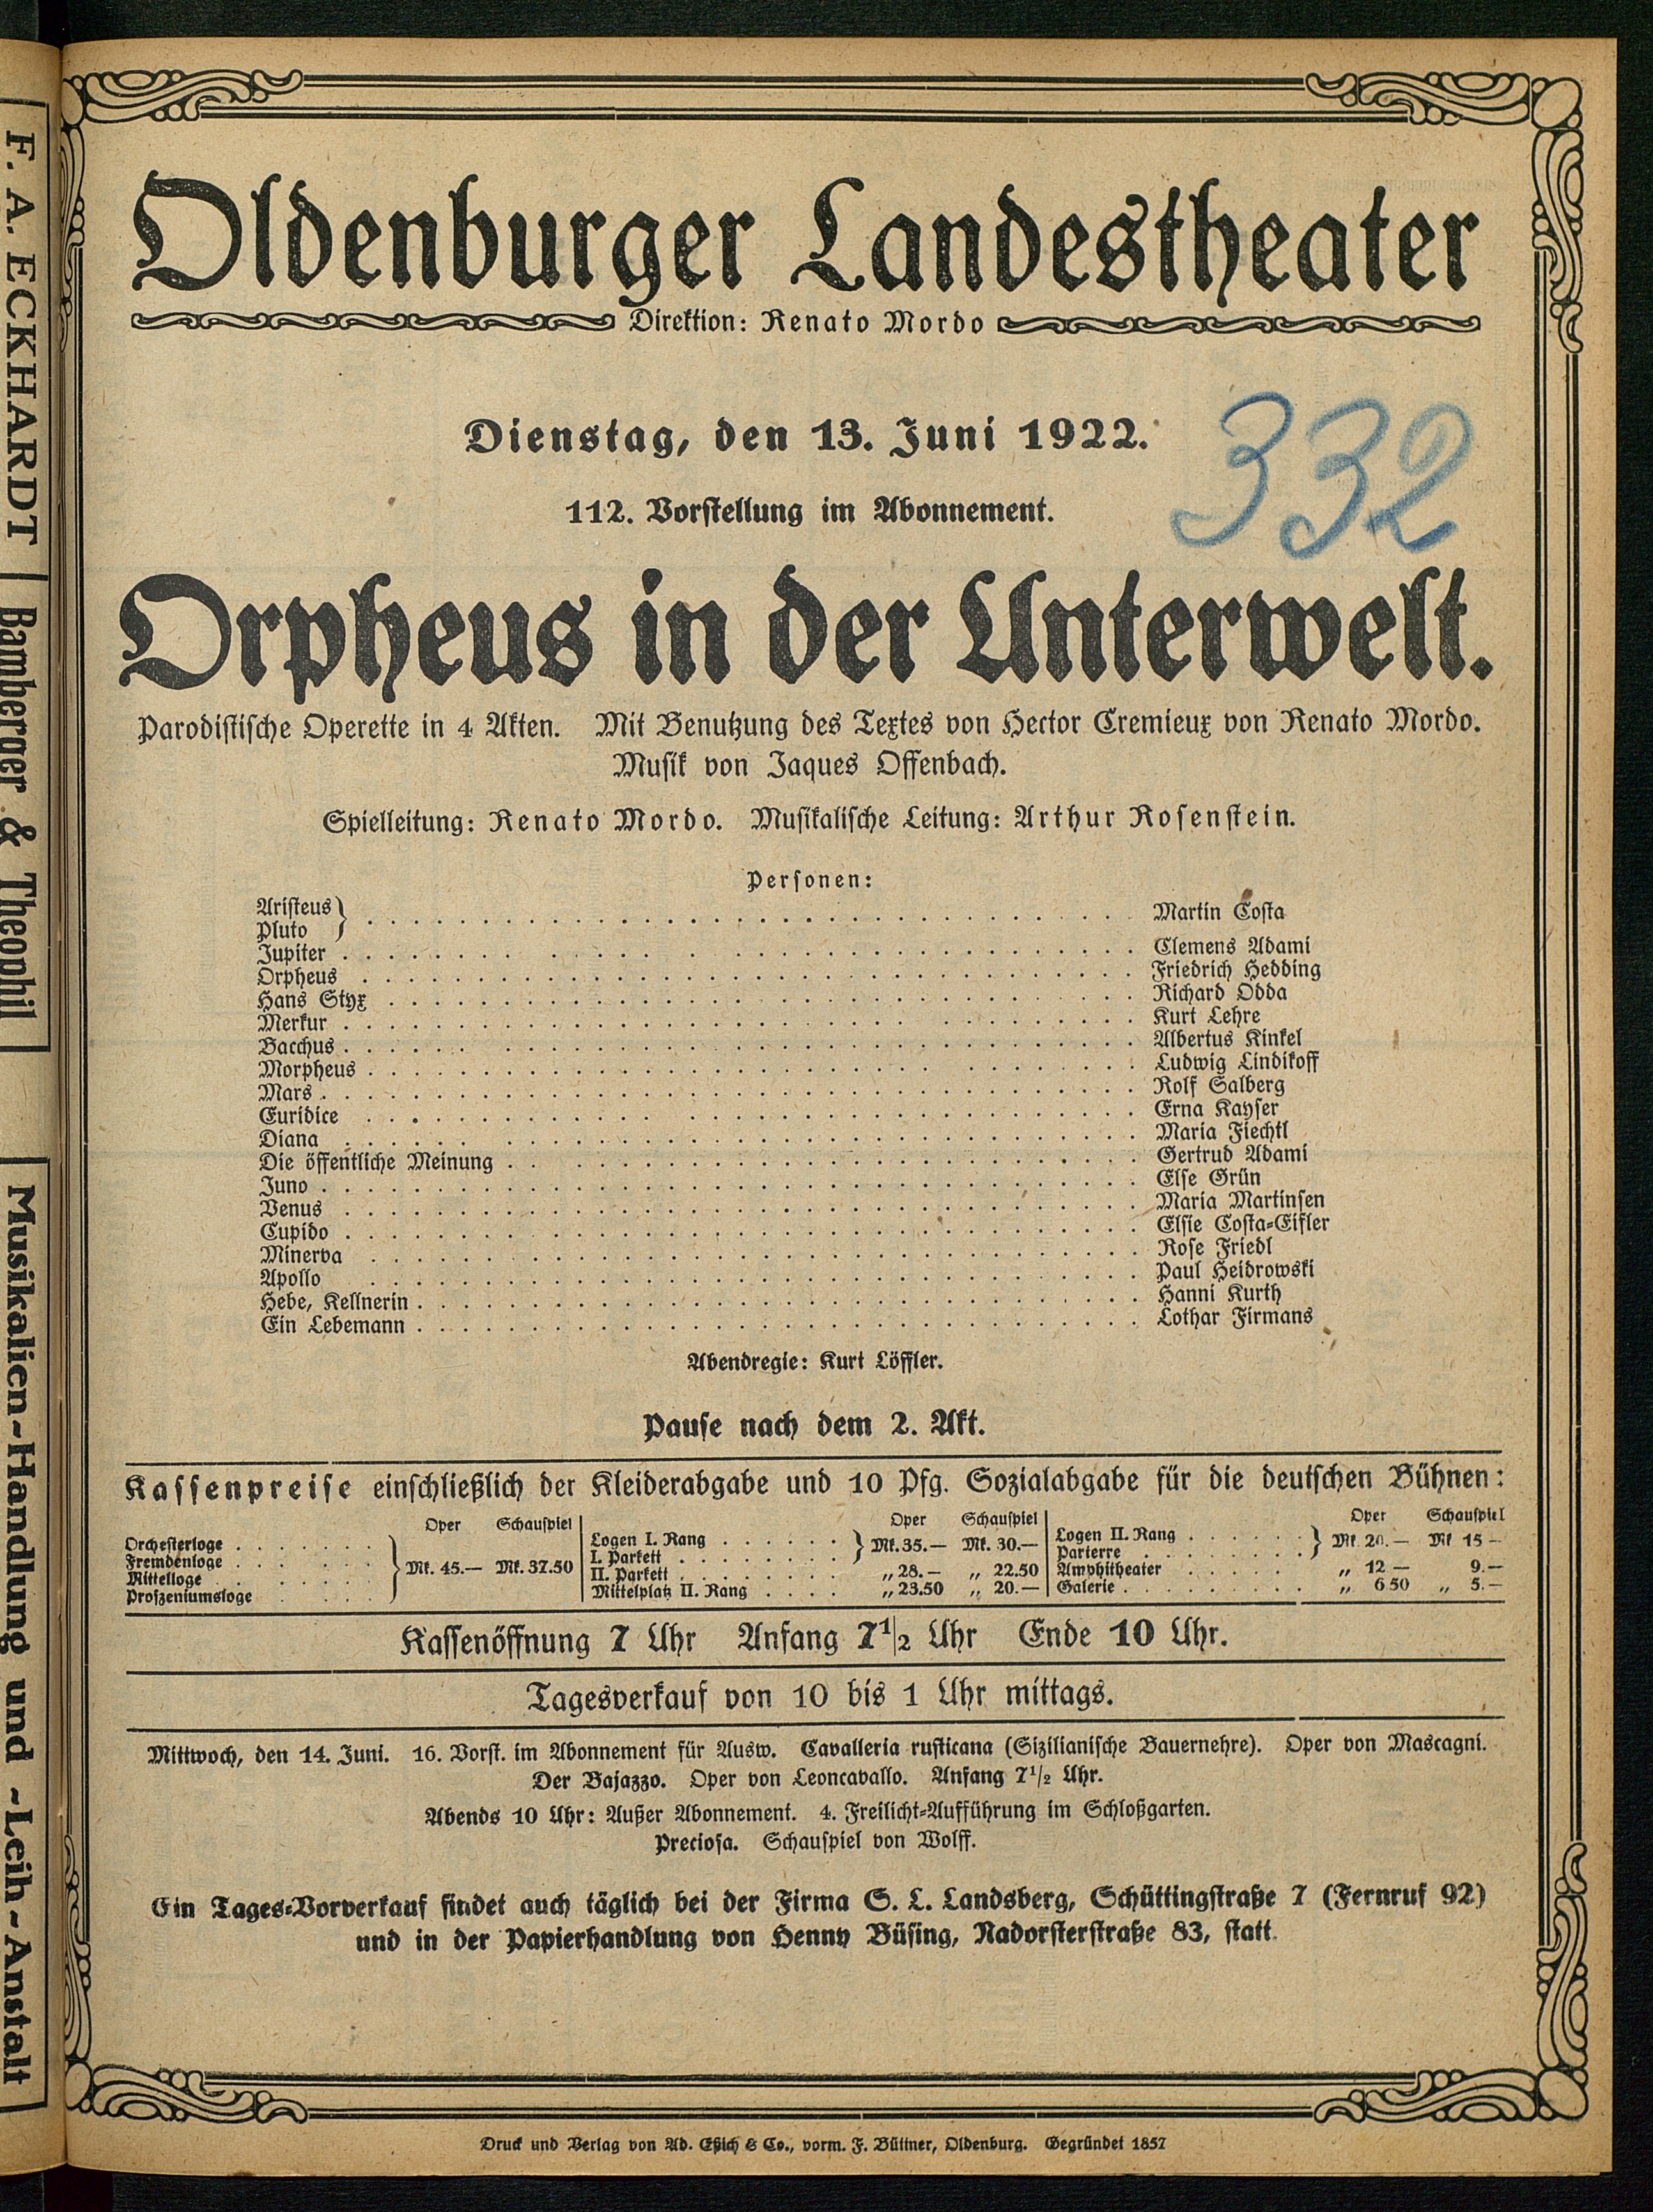 F. A. ECKHARDT
Bamberger & Theophil
Musikalien-Handlung und -Leih-Anstalt
Oldenburger Landestheater
Direktion: Renato Mordo
Dienstag, den 13. Juni 1922.
332
112. Vorstellung im Abonnement.
Orpheus in der Unterwelt.
Parodistische Operette in 4 Akten. Mit Benutzung des Textes von Hector Cremieux von Renato Mordo.
Musik von Jaques Offenbach.
Spielleitung: Renato Mordo. Musikalische Leitung: Arthur Rosenstein.
Personen:
Aristeus
Pluto } . . . Martin Costa
Jupiter . . . Clemens Adami
Orpheus . . . Friedrich Hedding
Hans Styx . . . Richard Odda
Merkur . . . Kurt Lehre
Bacchus . . . Albertus Kinkel
Morpheus . . . Ludwig Lindikoff
Mars . . . Rolf Salberg
Euridice . . . Erna Kayser
Diana . . . Maria Fiechtl
Die öffentliche Meinung . . . Gertrud Adami
Juno . . . Else Grün
Venus . . . Maria Martinsen
Cupido . . . Elsie Costa-Eifler
Minerva . . . Rose Friedl
Apollo . . . Paul Heidrowski
Hebe, Kellnerin . . . Hanni Kurth
Ein Lebemann . . . Lothar Firmans
Abendregie: Kurt Löffler.
Pause nach dem 2. Akt.
Kassenpreise einschließlich der Kleiderabgabe und 10 Pfg. Sozialabgabe für die deutschen Bühnen:
Oper Schauspiel
Orchesterloge
Fremdenloge
Mittelloge
Proszeniumsloge } Mk. 45.— Mk. 37.50
Oper Schauspiel
Logen I. Rang
I. Parkett } Mk. 35.— Mk. 30.—
II. Parkett „ 28.— „ 22.50
Mittelplatz II. Rang „ 23.50 „ 20.—
Oper Schauspiel
Logen II. Rang
Parterre } Mk. 20.— Mk 15 —
Amphitheater „ 12 — 9.—
Galerie „ 6 50 „ 5.—
Kassenöffnung 7 Uhr Anfang 7 1/2 Uhr Ende 10 Uhr.
Tagesverkauf von 10 bis 1 Uhr mittags.
Mittwoch, den 14. Juni. 16. Vorst. im Abonnement für Ausw. Cavalleria rusticana (Sizilianische Bauernehre). Oper von Mascagni.
Der Bajazzo. Oper von Leoncavallo. Anfang 7 1/2 Uhr.
Abends 10 Uhr: Außer Abonnement. 4. Freilicht-Aufführung im Schloßgarten.
Preciosa. Schauspiel von Wolff.
Ein Tages-Vorverkauf findet auch täglich bei der Firma S. L. Landsberg, Schüttingstraße 7 (Fernruf 92)
und in der Papierhandlung von Henny Büsing, Nadorsterstraße 83, statt.
Druck und Verlag von Ad. Eßich & Co., vorm. F. Büttner, Oldenburg. Gegründet 1857